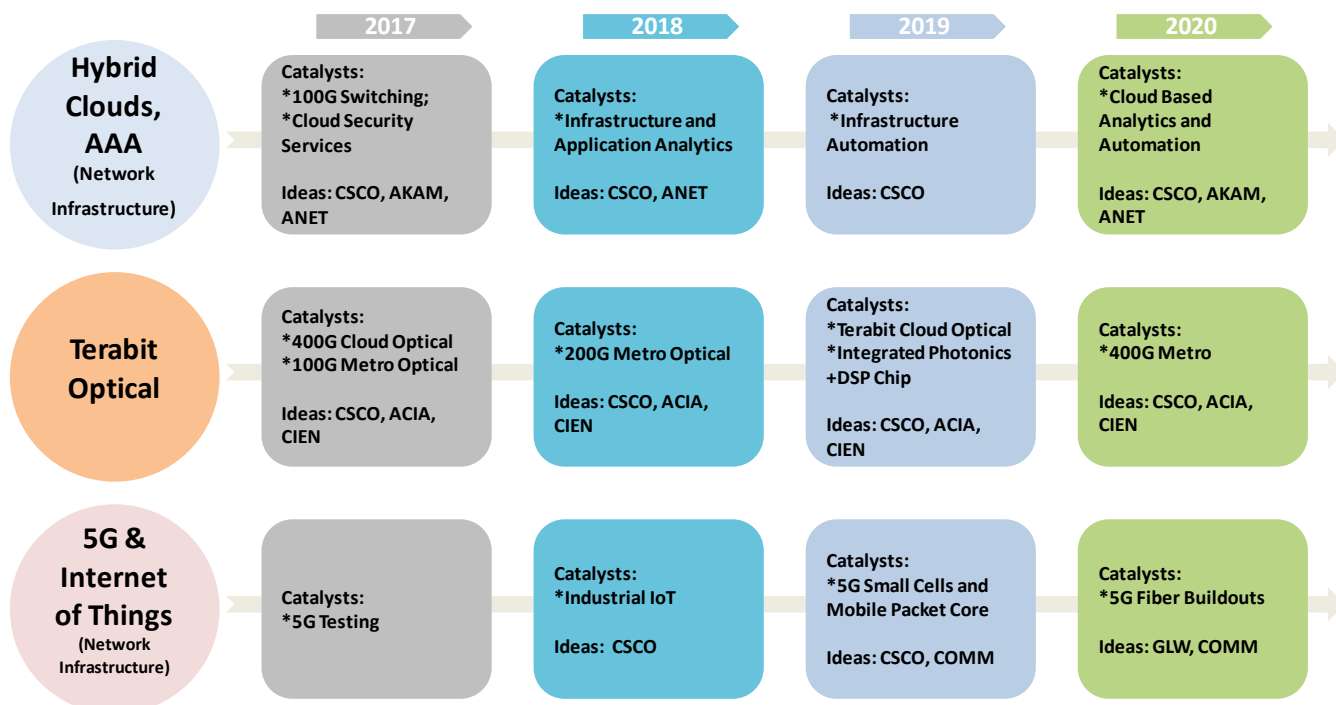 2017
2018
2019
2020
Hybrid
Clouds,
AAA
(Network
Infrastructure)
Catalysts:
*100G Switching;
*Cloud Security
Services
Ideas: CSCO, AKAM,
ANET
Catalysts:
*Infrastructure and
Application Analytics
Ideas: CSCO, ANET
Catalysts:
*Infrastructure
Automation
Ideas: CSCO
Catalysts:
*Cloud Based
Analytics and
Automation
Ideas: CSCO, AKAM,
ANET
Terabit
Optical
Catalysts:
*400G Cloud Optical
*100G Metro Optical
Ideas: CSCO, ACIA,
CIEN
Catalysts:
*200G Metro Optical
Ideas: CSCO, ACIA,
CIEN
Catalysts:
*Terabit Cloud Optical
*Integrated Photonics
+DSP Chip
Ideas: CSCO, ACIA,
CIEN
Catalysts:
*400G Metro
Ideas: CSCO, ACIA,
CIEN
5G &
Internet
of Things
(Network
Infrastructure)
Catalysts:
*5G Testing
Catalysts:
*Industrial IoT
Ideas: CSCO
Catalysts:
*5G Small Cells and
Mobile Packet Core
Ideas: CSCO, COMM
Catalysts:
*5G Fiber Buildouts
Ideas: GLW, COMM